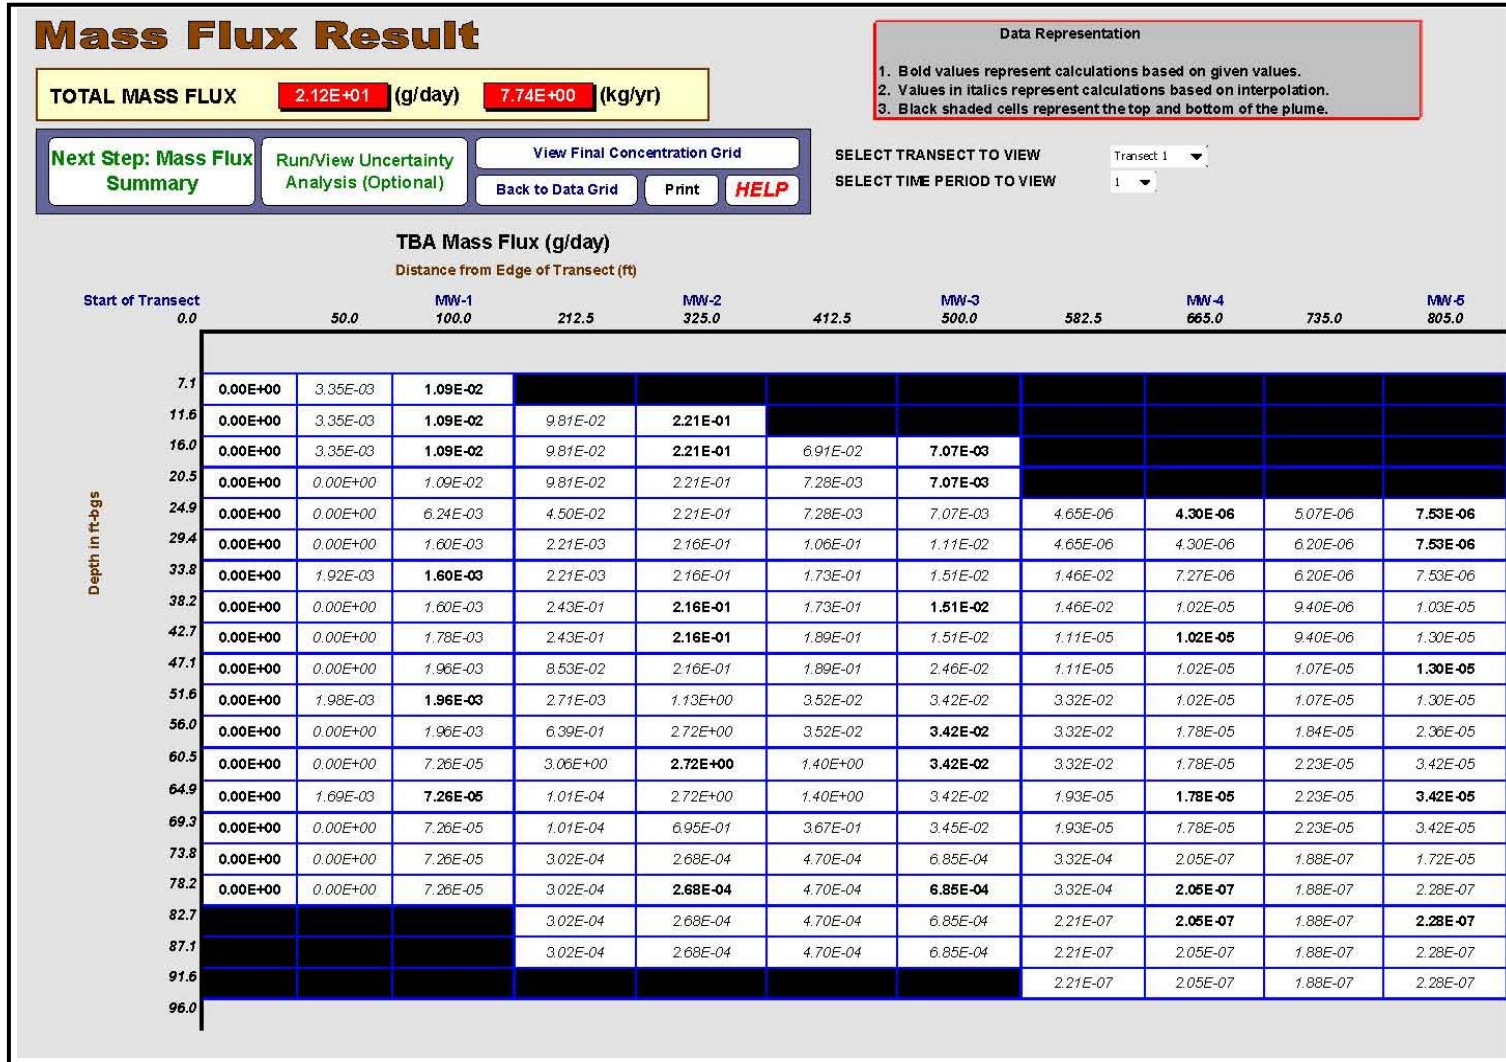 Mass Flux Result
Data Representation
1. Bold values represent calculations based on given values.
2. Values in italics represent calculations based on interpolation.
3. Black shaded cells represent the top and bottom of the plume.
TOTAL MASS FLUX 2.12E+01 (g/day) 7.74E+00 (kg/yr)
Next Step: Mass Flux
Summary
Run/View Uncertainty
Analysis (Optional)
View Final Concentration Grid
Back to Data Grid Print HELP
SELECT TRANSECT TO VIEW Transect 1
SELECT TIME PERIOD TO VIEW 1
TBA Mass Flux (g/day)
Distance from Edge of Transect (ft)
Start of Transect MW-1 MW-2 MW-3 MW-4 MW-5
0.0 50.0 100.0 212.5 325.0 412.5 500.0 582.5 665.0 735.0 805.0
Depth in ft-bgs
7.1 0.00E+00 3.35E-03 1.09E-02
11.6 0.00E+00 3.35E-03 1.09E-02 9.81E-02 2.21E-01
16.0 0.00E+00 3.35E-03 1.09E-02 9.81E-02 2.21E-01 6.91E-02 7.07E-03
20.5 0.00E+00 0.00E+00 1.09E-02 9.81E-02 2.21E-01 7.28E-03 7.07E-03
24.9 0.00E+00 0.00E+00 6.24E-03 4.50E-02 2.21E-01 7.28E-03 7.07E-03 4.65E-06 4.30E-06 5.07E-06 7.53E-06
29.4 0.00E+00 0.00E+00 1.60E-03 2.21E-03 2.16E-01 1.06E-01 1.11E-02 4.65E-06 4.30E-06 6.20E-06 7.53E-06
33.8 0.00E+00 1.92E-03 1.60E-03 2.21E-03 2.16E-01 1.73E-01 1.51E-02 1.46E-02 7.27E-06 6.20E-06 7.53E-06
38.2 0.00E+00 0.00E+00 1.60E-03 2.43E-01 2.16E-01 1.73E-01 1.51E-02 1.46E-02 1.02E-05 9.40E-06 1.03E-05
42.7 0.00E+00 0.00E+00 1.78E-03 2.43E-01 2.16E-01 1.89E-01 1.51E-02 1.11E-05 1.02E-05 9.40E-06 1.30E-05
47.1 0.00E+00 0.00E+00 1.96E-03 8.53E-02 2.16E-01 1.89E-01 2.46E-02 1.11E-05 1.02E-05 1.07E-05 1.30E-05
51.6 0.00E+00 1.98E-03 1.96E-03 2.71E-03 1.13E+00 3.52E-02 3.42E-02 3.32E-02 1.02E-05 1.07E-05 1.30E-05
56.0 0.00E+00 0.00E+00 1.96E-03 6.39E-01 2.72E+00 3.52E-02 3.42E-02 3.32E-02 1.78E-05 1.84E-05 2.36E-05
60.5 0.00E+00 0.00E+00 7.26E-05 3.06E+00 2.72E+00 1.40E+00 3.42E-02 3.32E-02 1.78E-05 2.23E-05 3.42E-05
64.9 0.00E+00 1.69E-03 7.26E-05 1.01E-04 2.72E+00 1.40E+00 3.42E-02 1.93E-05 1.78E-05 2.23E-05 3.42E-05
69.3 0.00E+00 0.00E+00 7.26E-05 1.01E-04 6.95E-01 3.67E-01 3.45E-02 1.93E-05 1.78E-05 2.23E-05 3.42E-05
73.8 0.00E+00 0.00E+00 7.26E-05 3.02E-04 2.68E-04 4.70E-04 6.85E-04 3.32E-04 2.05E-07 1.88E-07 1.72E-05
78.2 0.00E+00 0.00E+00 7.26E-05 3.02E-04 2.68E-04 4.70E-04 6.85E-04 3.32E-04 2.05E-07 1.88E-07 2.28E-07
82.7 3.02E-04 2.68E-04 4.70E-04 6.85E-04 2.21E-07 2.05E-07 1.88E-07 2.28E-07
87.1 3.02E-04 2.68E-04 4.70E-04 6.85E-04 2.21E-07 2.05E-07 1.88E-07 2.28E-07
91.6 2.21E-07 2.05E-07 1.88E-07 2.28E-07
96.0